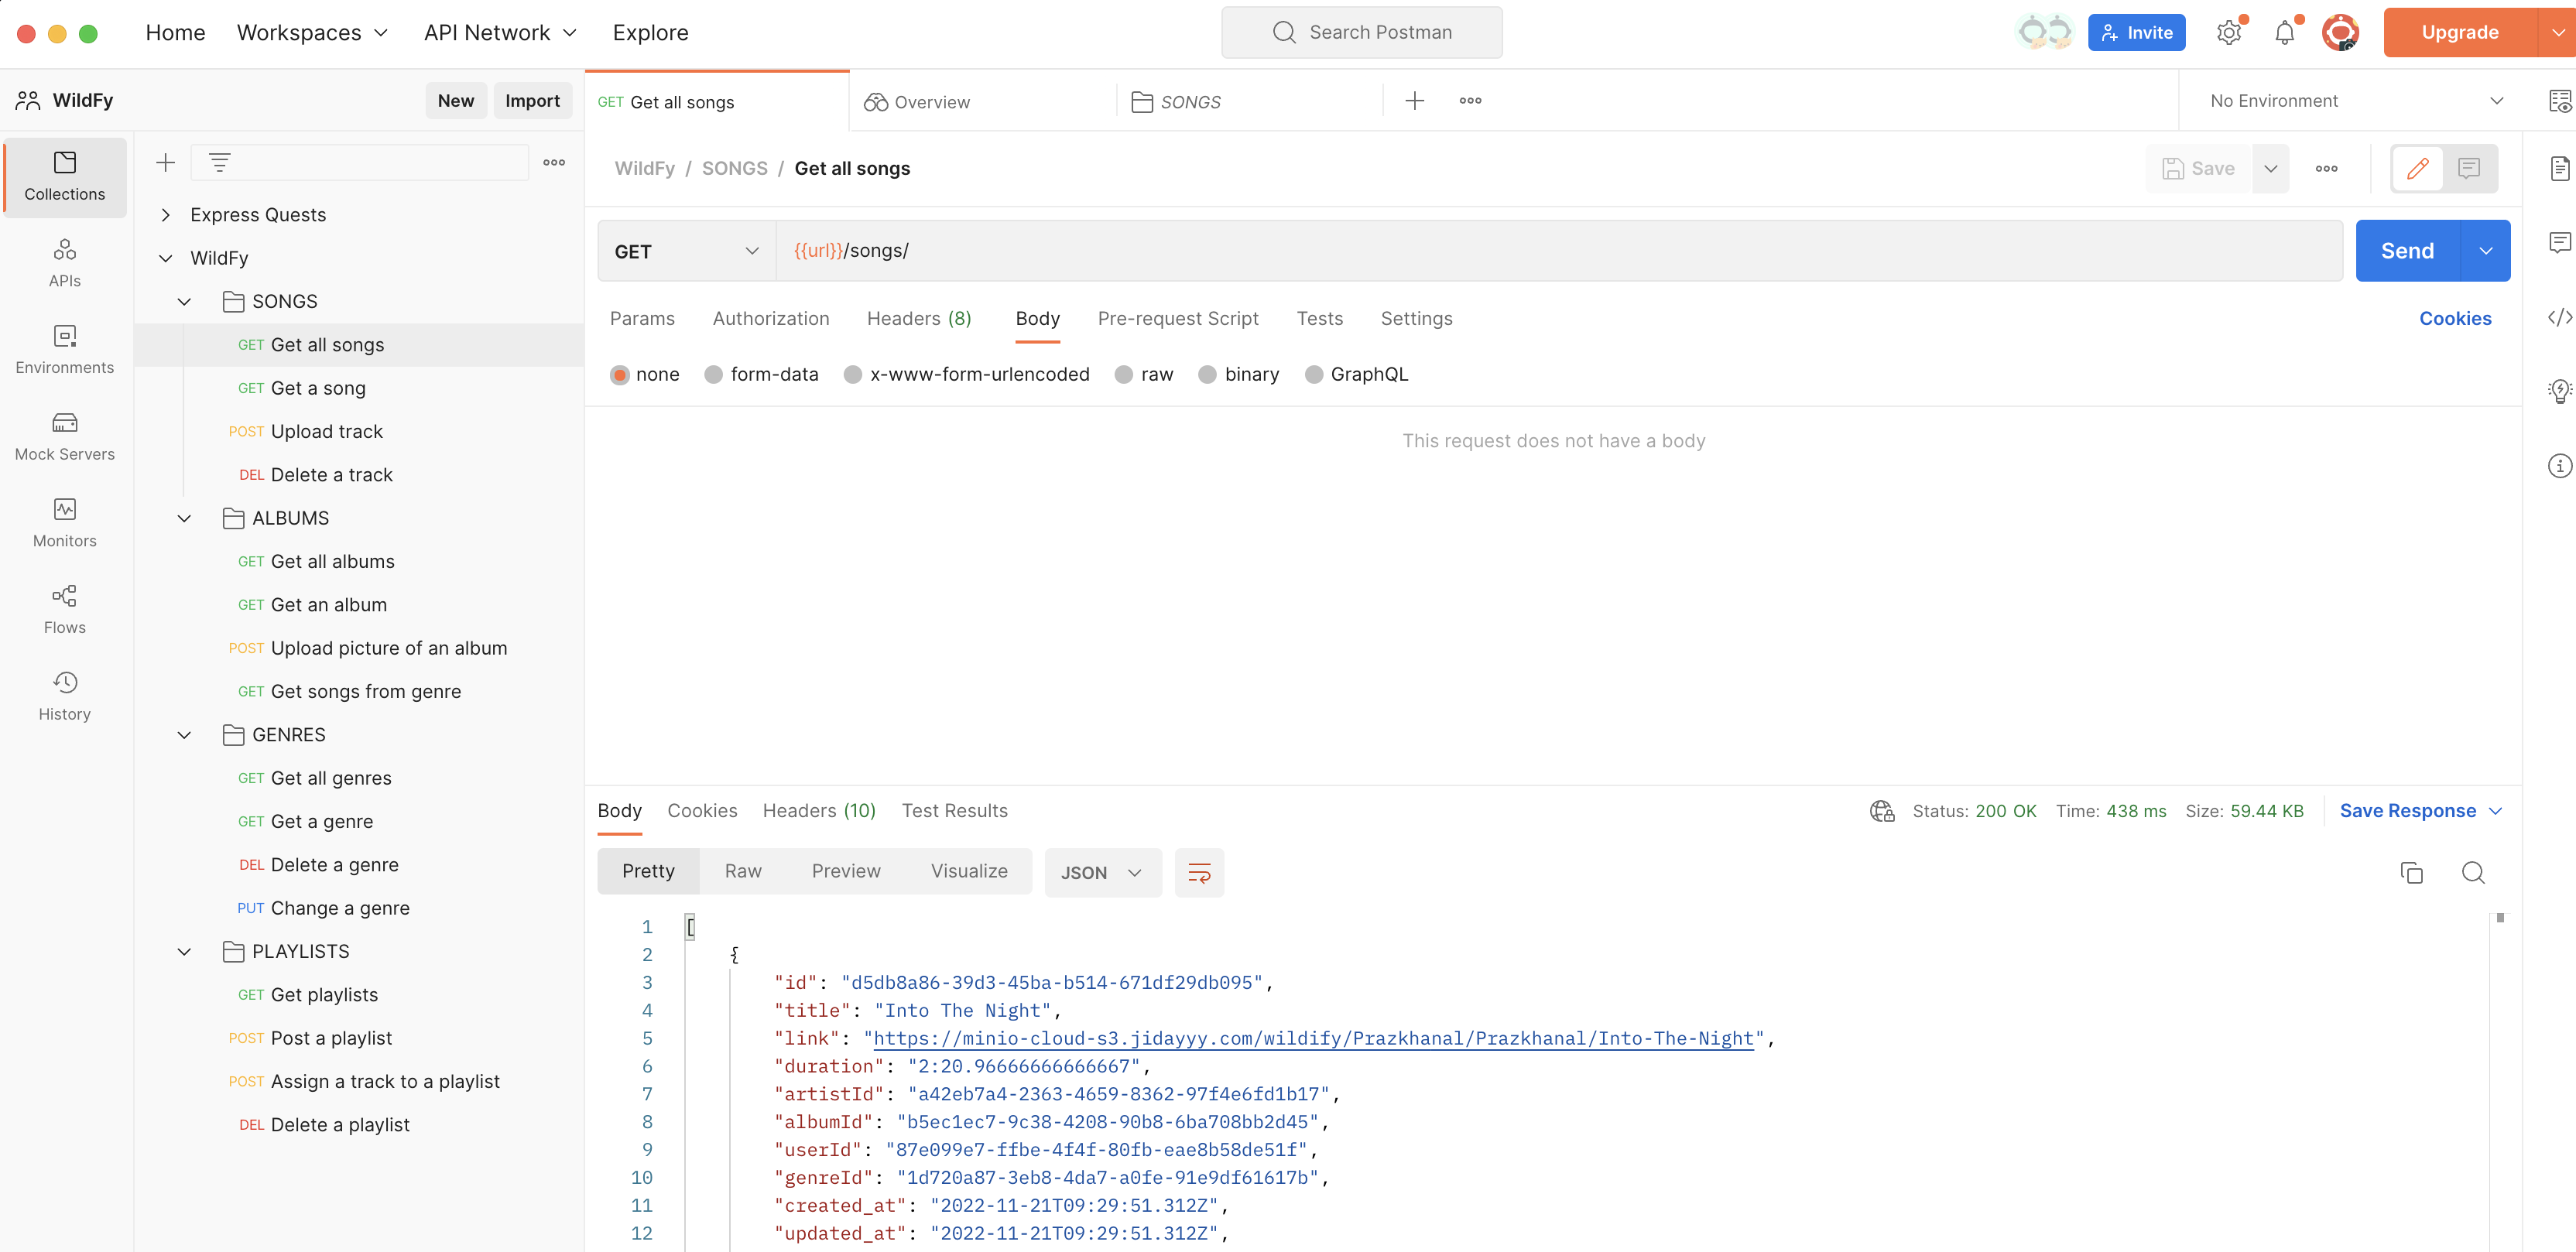 Home Workspaces API Network Explore Search Postman Invite Upgrade
WildFy New Import GET Get all songs Overview SONGS No Environment
Collections
APIs
Environments
Mock Servers
Monitors
Flows
History
Express Quests
WildFy
SONGS
GET Get all songs
GET Get a song
POST Upload track
DEL Delete a track
ALBUMS
GET Get all albums
GET Get an album
POST Upload picture of an album
GET Get songs from genre
GENRES
GET Get all genres
GET Get a genre
DEL Delete a genre
PUT Change a genre
PLAYLISTS
GET Get playlists
POST Post a playlist
POST Assign a track to a playlist
DEL Delete a playlist
WildFy / SONGS / Get all songs Save
GET {{url}}/songs/ Send
Params Authorization Headers (8) Body Pre-request Script Tests Settings Cookies
none form-data x-www-form-urlencoded raw binary GraphQL
This request does not have a body
Body Cookies Headers (10) Test Results Status: 200 OK Time: 438 ms Size: 59.44 KB Save Response
Pretty Raw Preview Visualize JSON
1 [
2 {
3 "id": "d5db8a86-39d3-45ba-b514-671df29db095",
4 "title": "Into The Night",
5 "link": "https://minio-cloud-s3.jidayyy.com/wildify/Prazkhanal/Prazkhanal/Into-The-Night",
6 "duration": "2:20.96666666666667",
7 "artistId": "a42eb7a4-2363-4659-8362-97f4e6fd1b17",
8 "albumId": "b5ec1ec7-9c38-4208-90b8-6ba708bb2d45",
9 "userId": "87e099e7-ffbe-4f4f-80fb-eae8b58de51f",
10 "genreId": "1d720a87-3eb8-4da7-a0fe-91e9df61617b",
11 "created_at": "2022-11-21T09:29:51.312Z",
12 "updated_at": "2022-11-21T09:29:51.312Z",